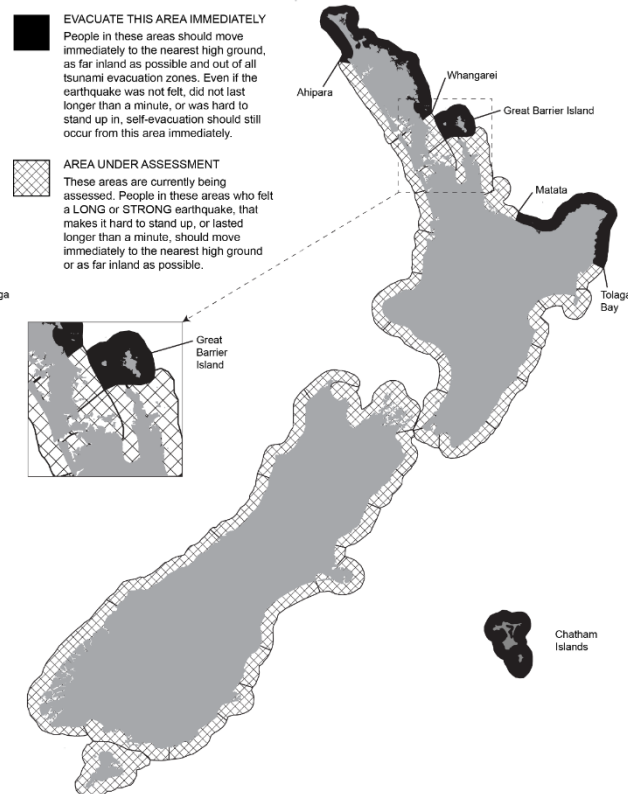 EVACUATE THIS AREA IMMEDIATELY
People in these areas should move
immediately to the nearest high ground,
as far inland as possible and out of all
tsunami evacuation zones. Even if the
earthquake was not felt, did not last
longer than a minute, or was hard to
stand up in, self-evacuation should still
occur from this area immediately.
AREA UNDER ASSESSMENT
These areas are currently being
assessed. People in these areas who felt
a LONG or STRONG earthquake, that
makes it hard to stand up, or lasted
longer than a minute, should move
immediately to the nearest high ground
or as far inland as possible.
Ahipara
Whangarei
Great Barrier Island
Matata
Tolaga
Bay
ga
Great
Barrier
Island
Chatham
Islands